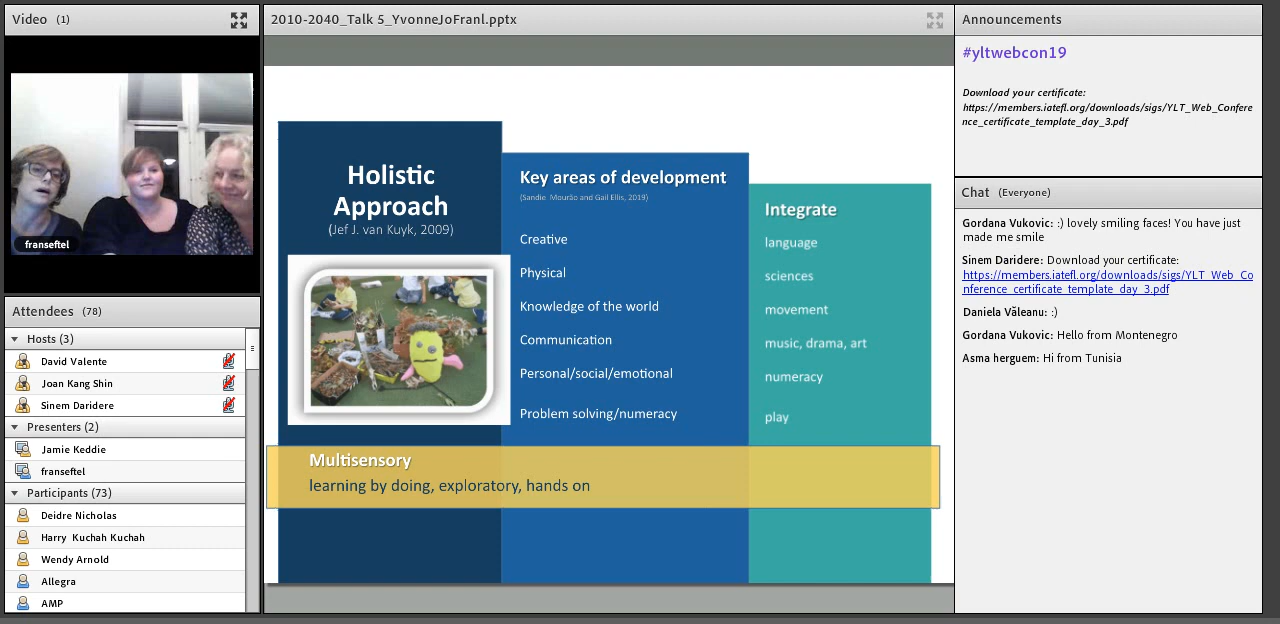 Video (1)
franseftel
Attendees (78)
Hosts (3)
David Valente
Joan Kang Shin
Sinem Daridere
Presenters (2)
Jamie Keddie
franseftel
Participants (73)
Deidre Nicholas
Harry Kuchah Kuchah
Wendy Arnold
Allegra
AMP
2010-2040_Talk 5_YvonneJoFranl.pptx
Holistic
Approach
(Jef J. van Kuyk, 2009)
Key areas of development
(Sandie Mourão and Gail Ellis, 2019)
Creative
Physical
Knowledge of the world
Communication
Personal/social/emotional
Problem solving/numeracy
Integrate
language
sciences
movement
music, drama, art
numeracy
play
Multisensory
learning by doing, exploratory, hands on
Announcements
#yltwebcon19
Download your certificate:
https://members.iatefl.org/downloads/sigs/YLT_Web_Confere
nce_certificate_template_day_3.pdf
Chat (Everyone)
Gordana Vukovic: :) lovely smiling faces! You have just
made me smile
Sinem Daridere: Download your certificate:
https://members.iatefl.org/downloads/sigs/YLT_Web_Co
nference_certificate_template_day_3.pdf
Daniela Văleanu: :)
Gordana Vukovic: Hello from Montenegro
Asma herguem: Hi from Tunisia